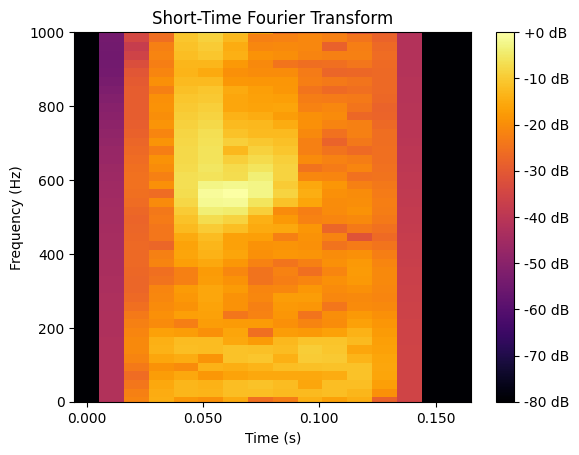 Short-Time Fourier Transform
Frequency (Hz)
1000
800
600
400
200
0
0.000
0.050
0.100
0.150
Time (s)
+0 dB
-10 dB
-20 dB
-30 dB
-40 dB
-50 dB
-60 dB
-70 dB
-80 dB